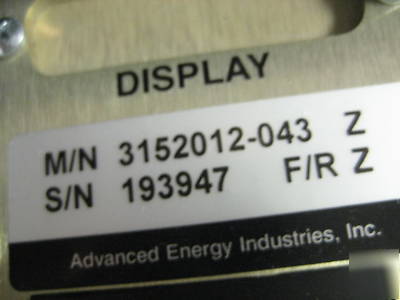 DISPLAY
M/N 3152012-043 Z
S/N 193947 F/R Z
Advanced Energy Industries, Inc.